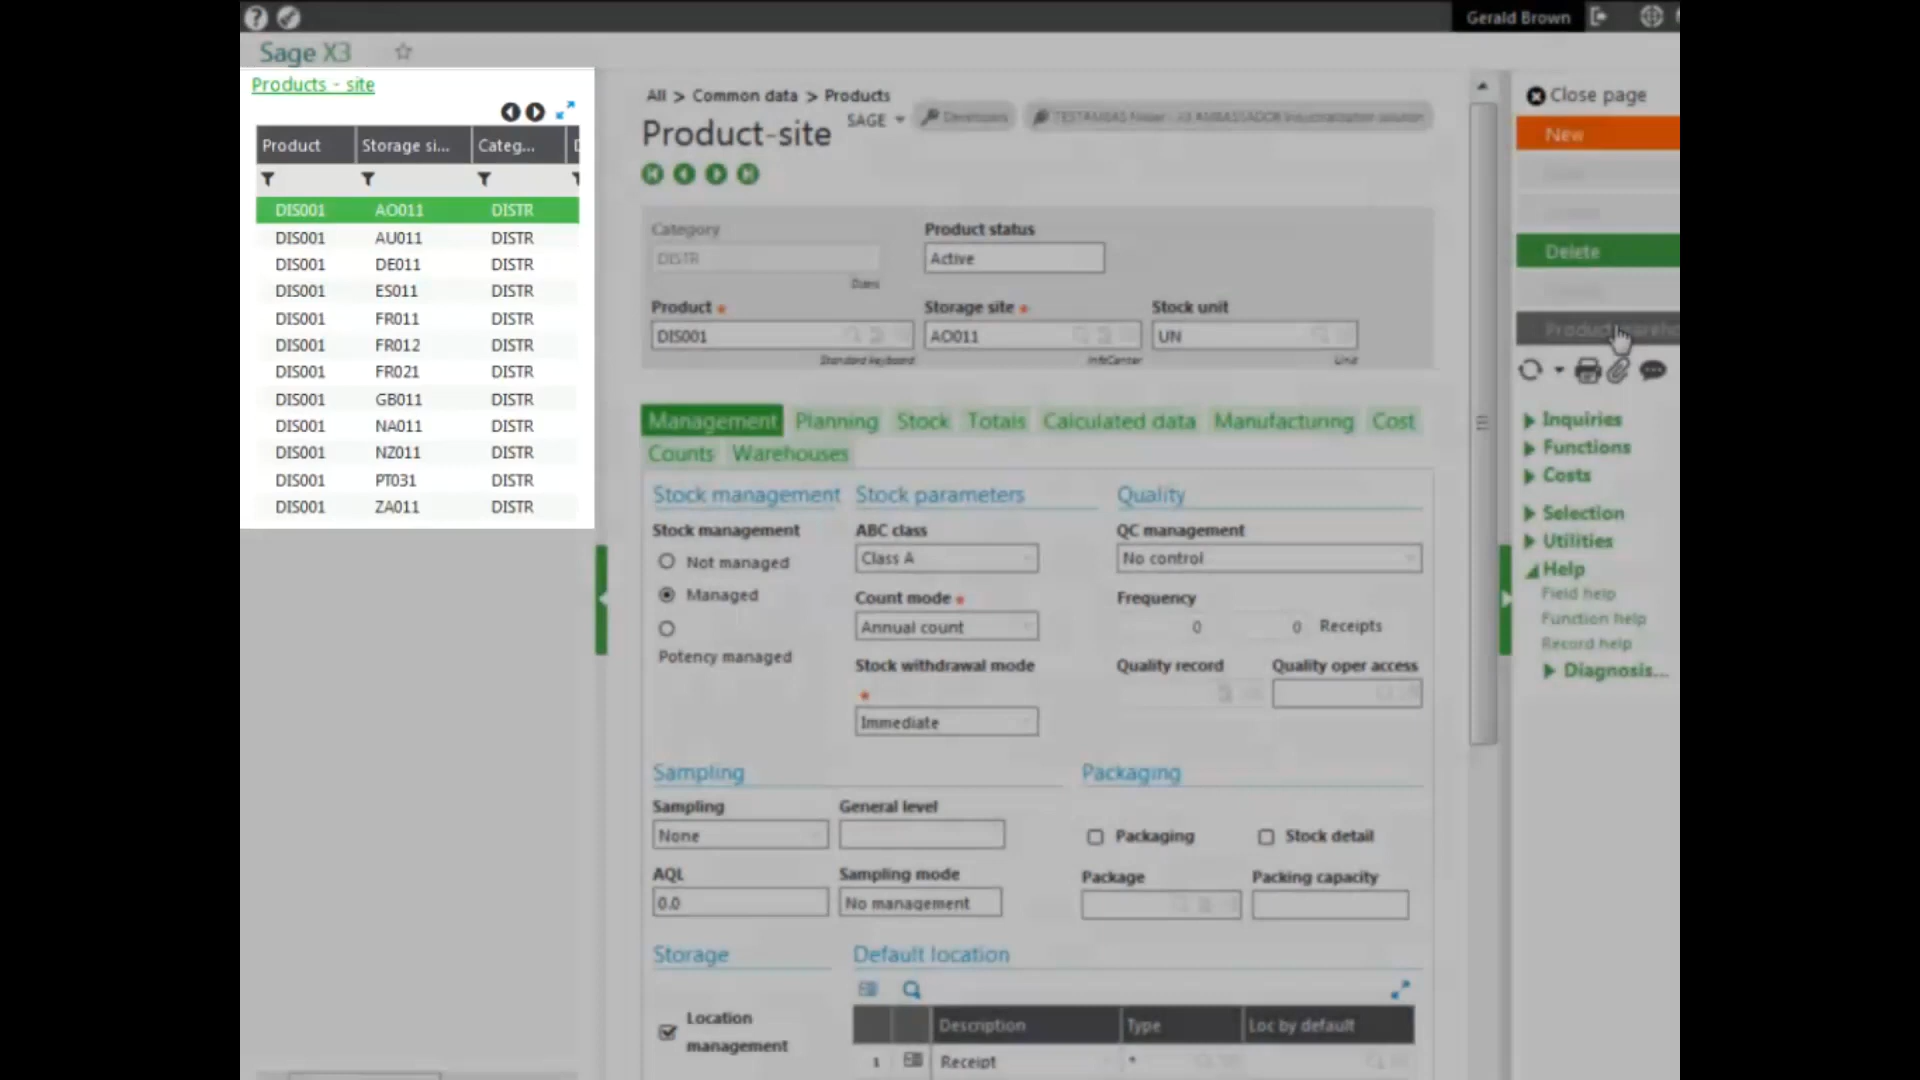 Gerald Brown
Sage X3
Products - site
Product Storage si... Categ...
DIS001 AO011 DISTR
DIS001 AU011 DISTR
DIS001 DE011 DISTR
DIS001 ES011 DISTR
DIS001 FR011 DISTR
DIS001 FR012 DISTR
DIS001 FR021 DISTR
DIS001 GB011 DISTR
DIS001 NA011 DISTR
DIS001 NZ011 DISTR
DIS001 PT031 DISTR
DIS001 ZA011 DISTR
All > Common data > Products
Product-site
SAGE
Category Product status
DISTR Active
Dates
Product * Storage site * Stock unit
DIS001 AO011 UN
Standard keyboard InfoCenter Unit
Management Planning Stock Totals Calculated data Manufacturing Cost
Counts Warehouses
Stock management Stock parameters Quality
Stock management ABC class QC management
Not managed Class A No control
Managed Count mode * Frequency
Annual count 0 0 Receipts
Potency managed Stock withdrawal mode * Quality record Quality oper access
Immediate
Sampling Packaging
Sampling General level
None Packaging Stock detail
AQL Sampling mode Package Packing capacity
0.0 No management
Storage Default location
Location
management
Description Type Loc by default
1 Receipt *
Close page
New
Delete
Inquiries
Functions
Costs
Selection
Utilities
Help
Field help
Function help
Record help
Diagnosis...